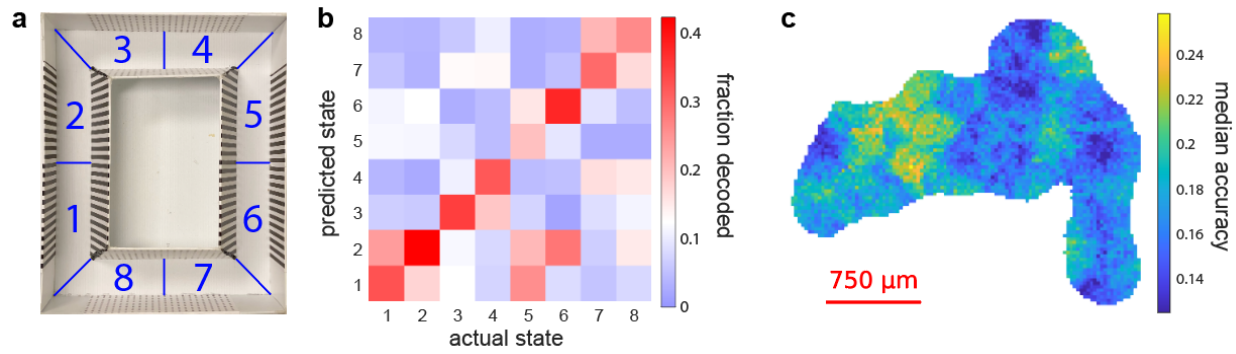 a
3 4
2
5
1
6
8 7
b
predicted state
8
7
6
5
4
3
2
1
1 2 3 4 5 6 7 8
actual state
0.4
0.3
0.2
0.1
0
fraction decoded
c
750 μm
0.24
0.22
0.2
0.18
0.16
0.14
median accuracy